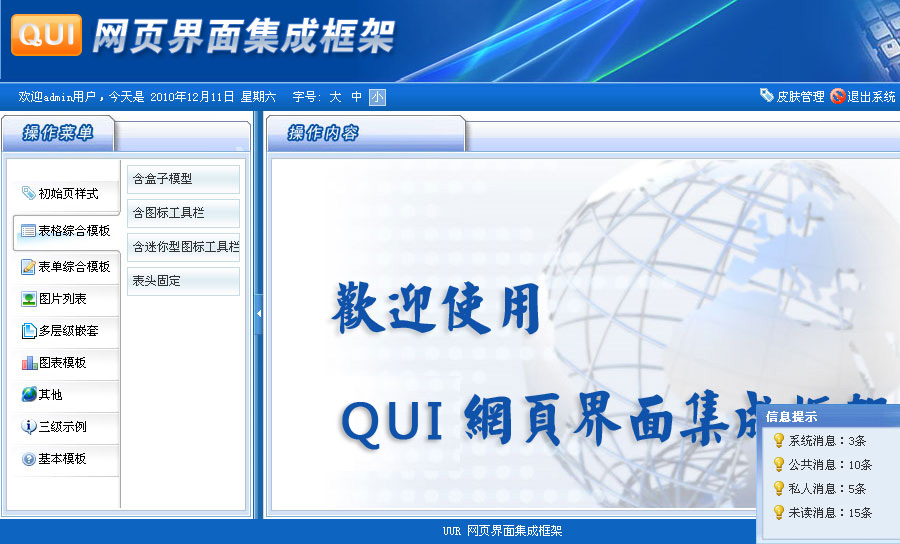 QUI 网页界面集成框架
欢迎admin用户，今天是 2010年12月11日 星期六 字号: 大 中 小
皮肤管理 退出系统
操作菜单
操作内容
初始页样式
表格综合模板
表单综合模板
图片列表
多层级嵌套
图表模板
其他
三级示例
基本模板
含盒子模型
含图标工具栏
含迷你型图标工具栏
表头固定
歡迎使用
QUI 網頁界面集成框架
信息提示
系统消息：3条
公共消息：10条
私人消息：5条
未读消息：15条
UUR 网页界面集成框架